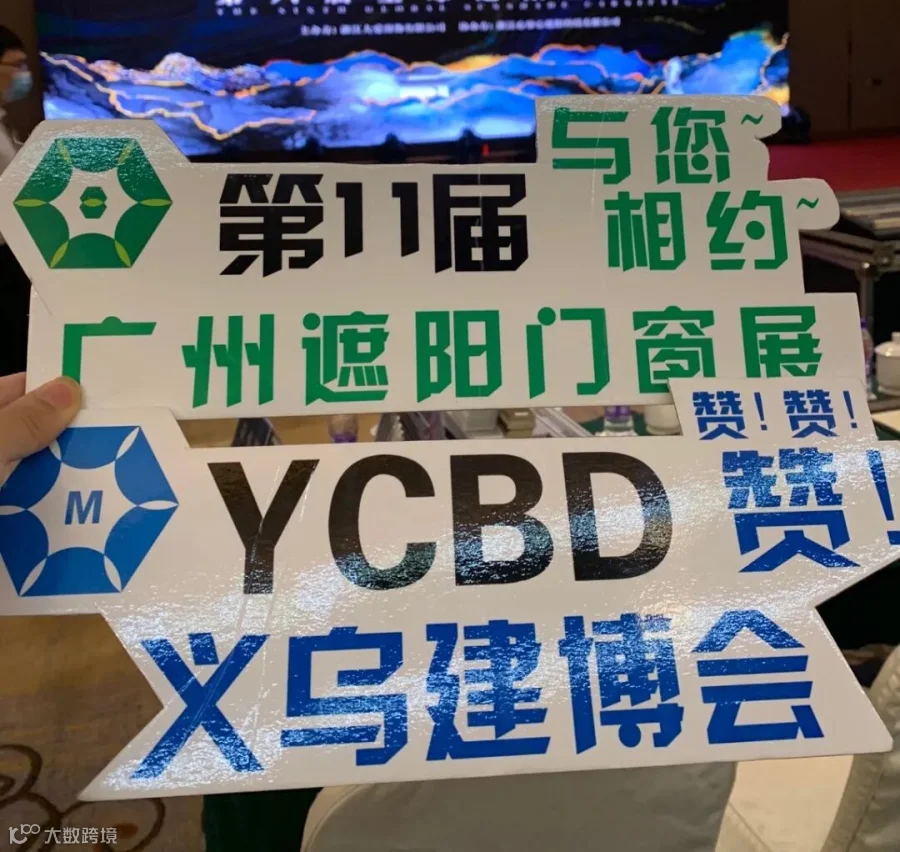 与您~
第11届
相约~
广州遮阳门窗展
赞!赞!
M
YCBD
赞!
义乌建博会
大数跨境